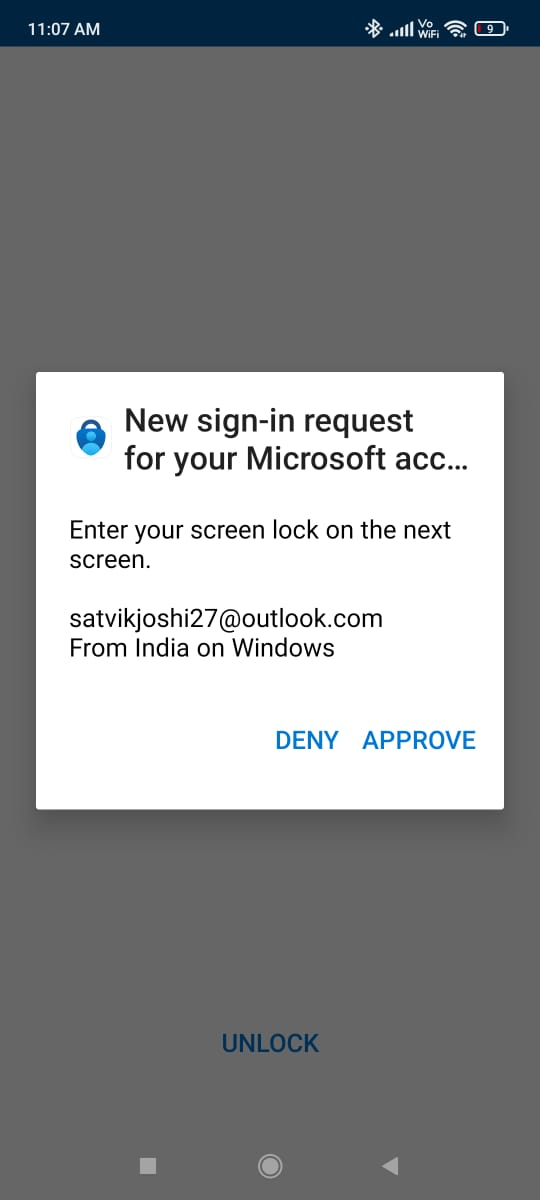 11:07 AM
Vo
WiFi
9
New sign-in request
for your Microsoft acc...
Enter your screen lock on the next
screen.
satvikjoshi27@outlook.com
From India on Windows
DENY APPROVE
UNLOCK